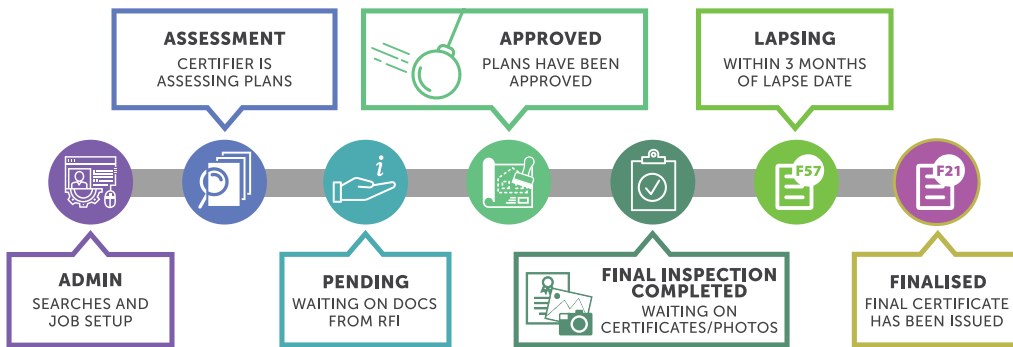 ASSESSMENT
CERTIFIER IS
ASSESSING PLANS
APPROVED
PLANS HAVE BEEN
APPROVED
LAPSING
WITHIN 3 MONTHS
OF LAPSE DATE
i
F57
F21
ADMIN
SEARCHES AND
JOB SETUP
PENDING
WAITING ON DOCS
FROM RFI
FINAL INSPECTION
COMPLETED
WAITING ON
CERTIFICATES/PHOTOS
FINALISED
FINAL CERTIFICATE
HAS BEEN ISSUED